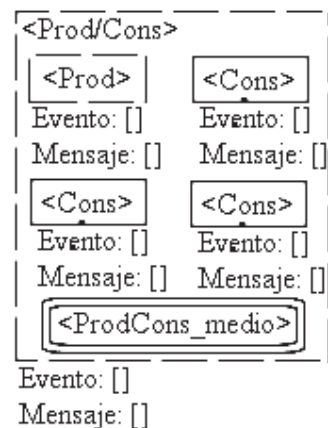 <Prod/Cons>
<Prod> <Cons>
Evento: [] Evento: []
Mensaje: [] Mensaje: []
<Cons> <Cons>
Evento: [] Evento: []
Mensaje: [] Mensaje: []
<ProdCons_medio>
Evento: []
Mensaje: []